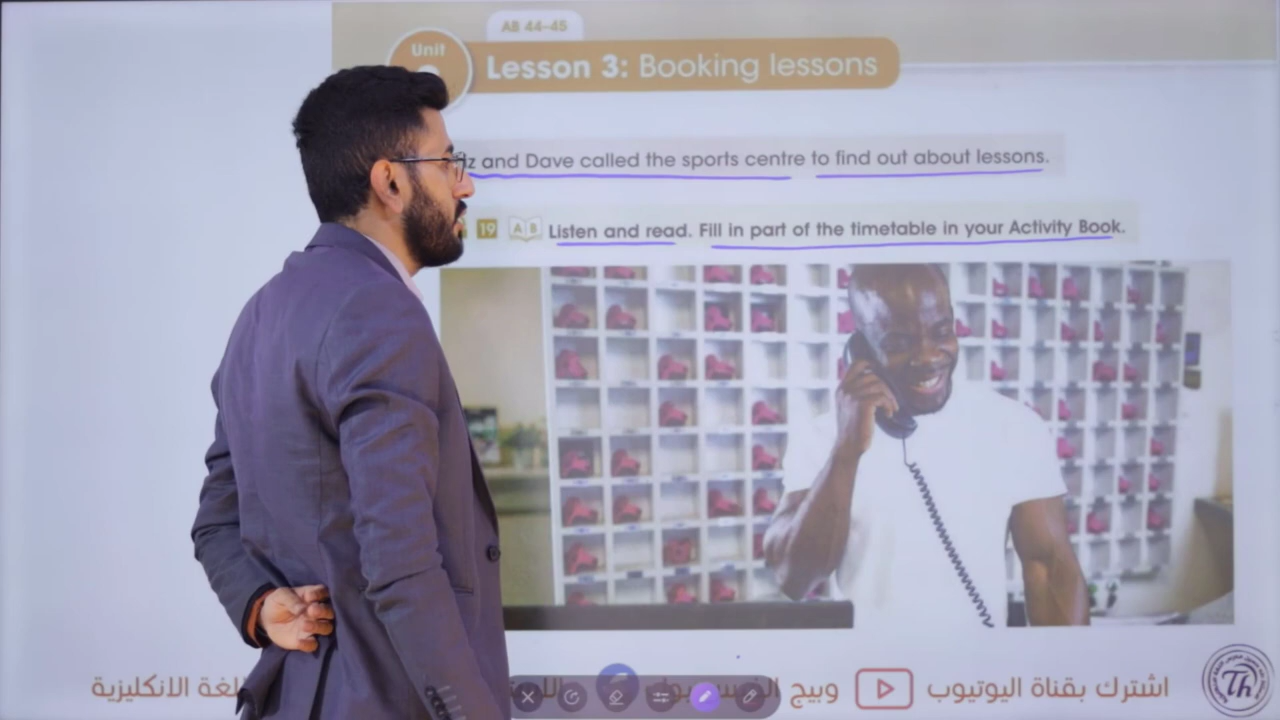 AB 44-45
Unit
Lesson 3: Booking lessons
and Dave called the sports centre to find out about lessons.
19 AB Listen and read. Fill in part of the timetable in your Activity Book.
اشترك بقناة اليوتيوب وبيج الانكليزية
Th